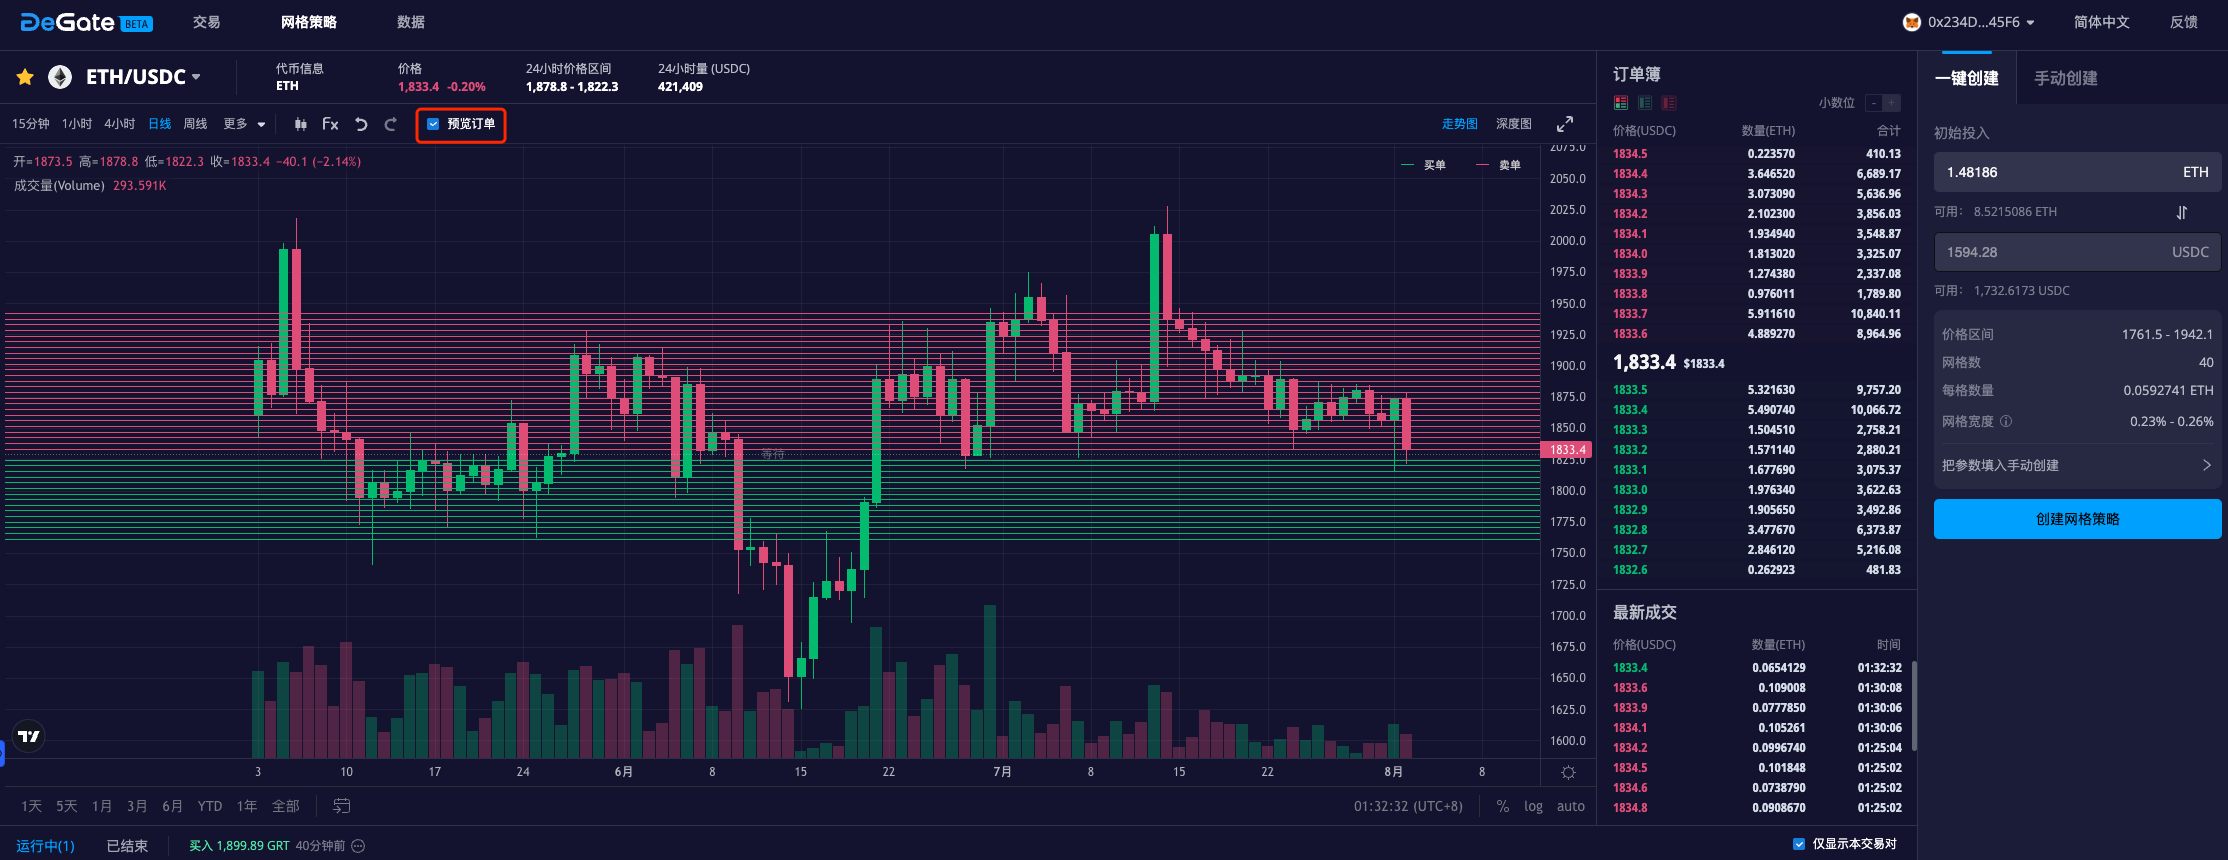 DeGate BETA 交易 网格策略 数据 0x234D...45F6 简体中文 反馈
ETH/USDC
代币信息 价格 24小时价格区间 24小时量 (USDC)
ETH 1,833.4 -0.20% 1,878.8 - 1,822.3 421,409
15分钟 1小时 4小时 日线 周线 更多 Fx 预览订单 走势图 深度图
开=1873.5 高=1878.8 低=1822.3 收=1833.4 −40.1 (−2.14%)
成交量(Volume) 293.591K
买单 卖单
等待
2075.0
2050.0
2025.0
2000.0
1975.0
1950.0
1925.0
1900.0
1875.0
1850.0
1833.4
1825.0
1800.0
1775.0
1750.0
1725.0
1700.0
1675.0
1650.0
1625.0
1600.0
3 10 17 24 6月 8 15 22 7月 8 15 22 8月 8
1天 5天 1月 3月 6月 YTD 1年 全部 01:32:32 (UTC+8) % log auto
运行中(1) 已结束 买入 1,899.89 GRT 40分钟前 仅显示本交易对
订单簿
小数位 - +
价格(USDC) 数量(ETH) 合计
1834.5 0.223570 410.13
1834.4 3.646520 6,689.17
1834.3 3.073090 5,636.96
1834.2 2.102300 3,856.03
1834.1 1.934940 3,548.87
1834.0 1.813020 3,325.07
1833.9 1.274380 2,337.08
1833.8 0.976011 1,789.80
1833.7 5.911610 10,840.11
1833.6 4.889270 8,964.96
1,833.4 $1833.4
1833.5 5.321630 9,757.20
1833.4 5.490740 10,066.72
1833.3 1.504510 2,758.21
1833.2 1.571140 2,880.21
1833.1 1.677690 3,075.37
1833.0 1.976340 3,622.63
1832.9 1.905650 3,492.86
1832.8 3.477670 6,373.87
1832.7 2.846120 5,216.08
1832.6 0.262923 481.83
最新成交
价格(USDC) 数量(ETH) 时间
1833.4 0.0654129 01:32:32
1833.6 0.109008 01:30:08
1833.9 0.0777850 01:30:06
1834.1 0.105261 01:30:06
1834.2 0.0996740 01:25:04
1834.5 0.101848 01:25:02
1834.6 0.0738790 01:25:02
1834.8 0.0908670 01:25:02
一键创建 手动创建
初始投入
1.48186 ETH
可用： 8.5215086 ETH
1594.28 USDC
可用： 1,732.6173 USDC
价格区间 1761.5 - 1942.1
网格数 40
每格数量 0.0592741 ETH
网格宽度 0.23% - 0.26%
把参数填入手动创建
创建网格策略